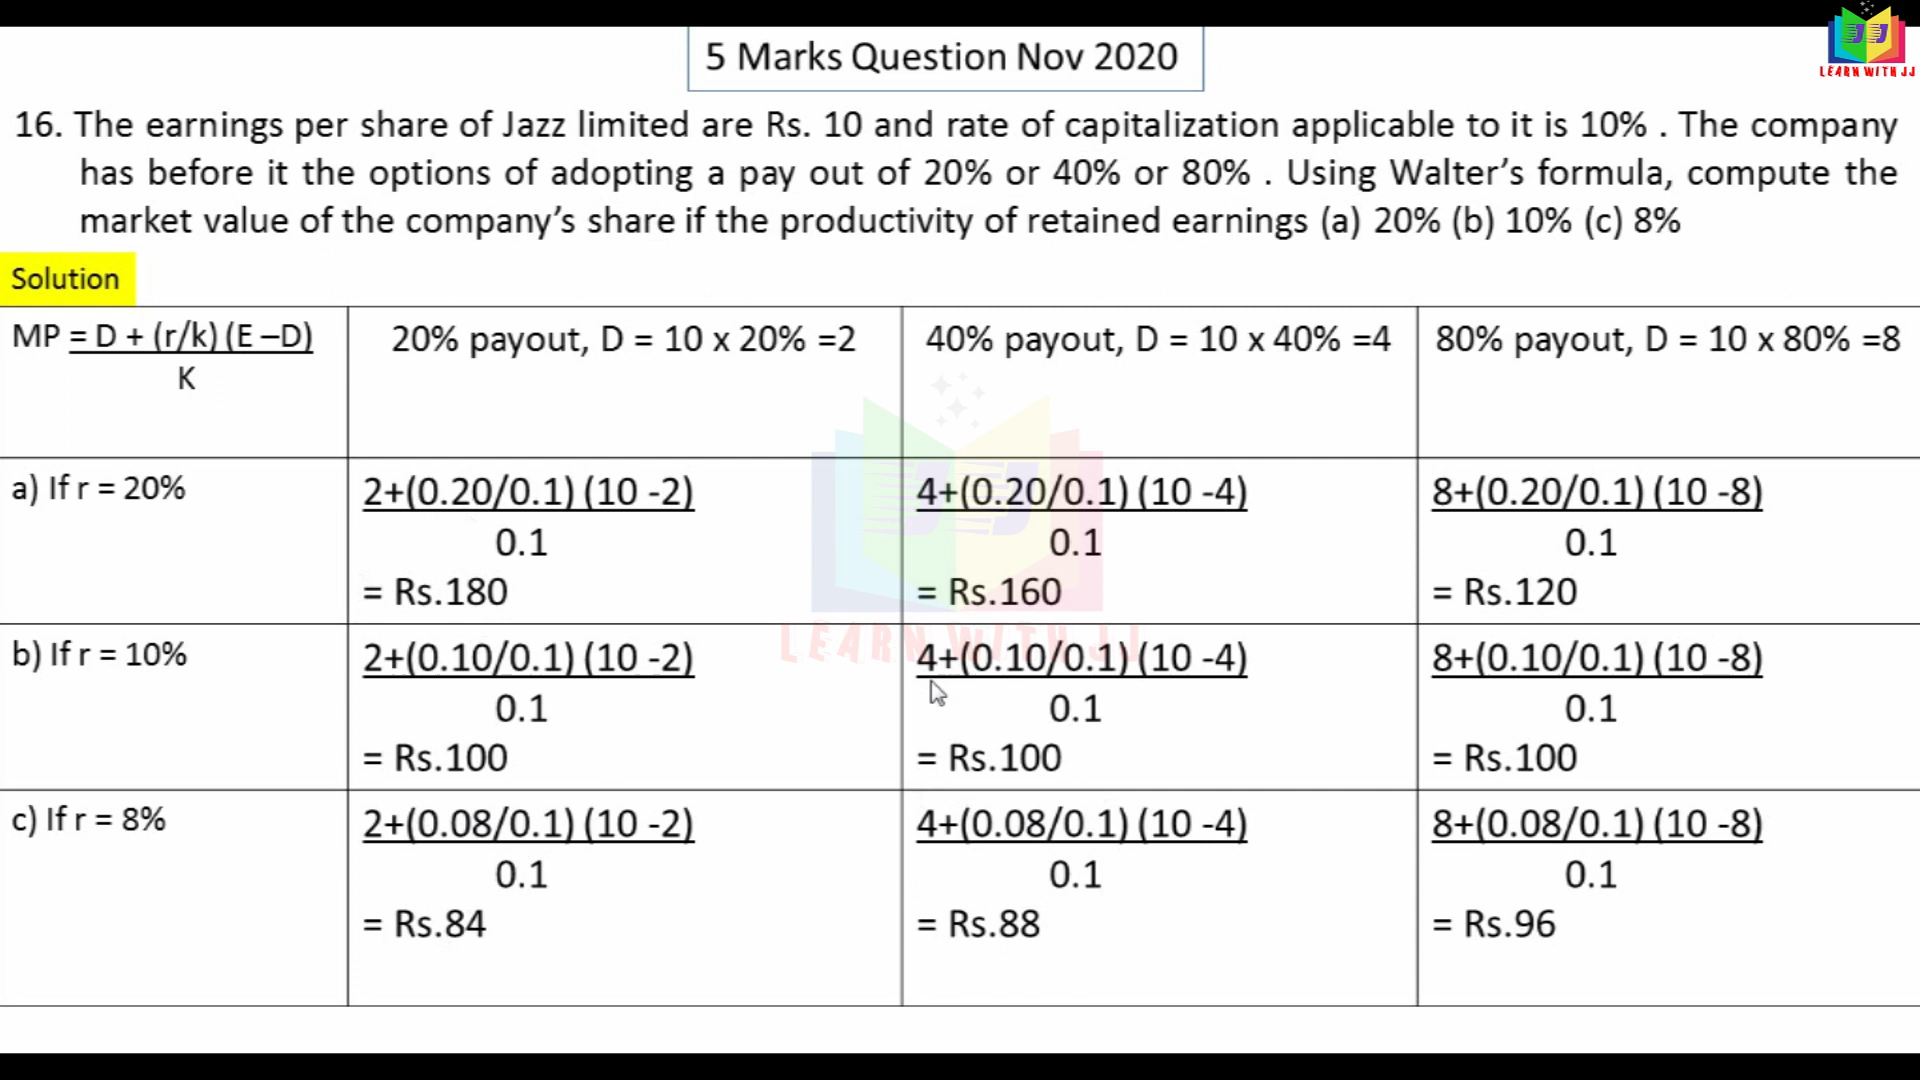 5 Marks Question Nov 2020
LEARN WITH JJ
16. The earnings per share of Jazz limited are Rs. 10 and rate of capitalization applicable to it is 10% . The company
has before it the options of adopting a pay out of 20% or 40% or 80% . Using Walter’s formula, compute the
market value of the company’s share if the productivity of retained earnings (a) 20% (b) 10% (c) 8%
Solution
MP = D + (r/k) (E –D)
K
20% payout, D = 10 x 20% =2
40% payout, D = 10 x 40% =4
80% payout, D = 10 x 80% =8
a) If r = 20%
2+(0.20/0.1) (10 -2)
0.1
= Rs.180
4+(0.20/0.1) (10 -4)
0.1
= Rs.160
8+(0.20/0.1) (10 -8)
0.1
= Rs.120
LEARN WITH JJ
b) If r = 10%
2+(0.10/0.1) (10 -2)
0.1
= Rs.100
4+(0.10/0.1) (10 -4)
0.1
= Rs.100
8+(0.10/0.1) (10 -8)
0.1
= Rs.100
c) If r = 8%
2+(0.08/0.1) (10 -2)
0.1
= Rs.84
4+(0.08/0.1) (10 -4)
0.1
= Rs.88
8+(0.08/0.1) (10 -8)
0.1
= Rs.96